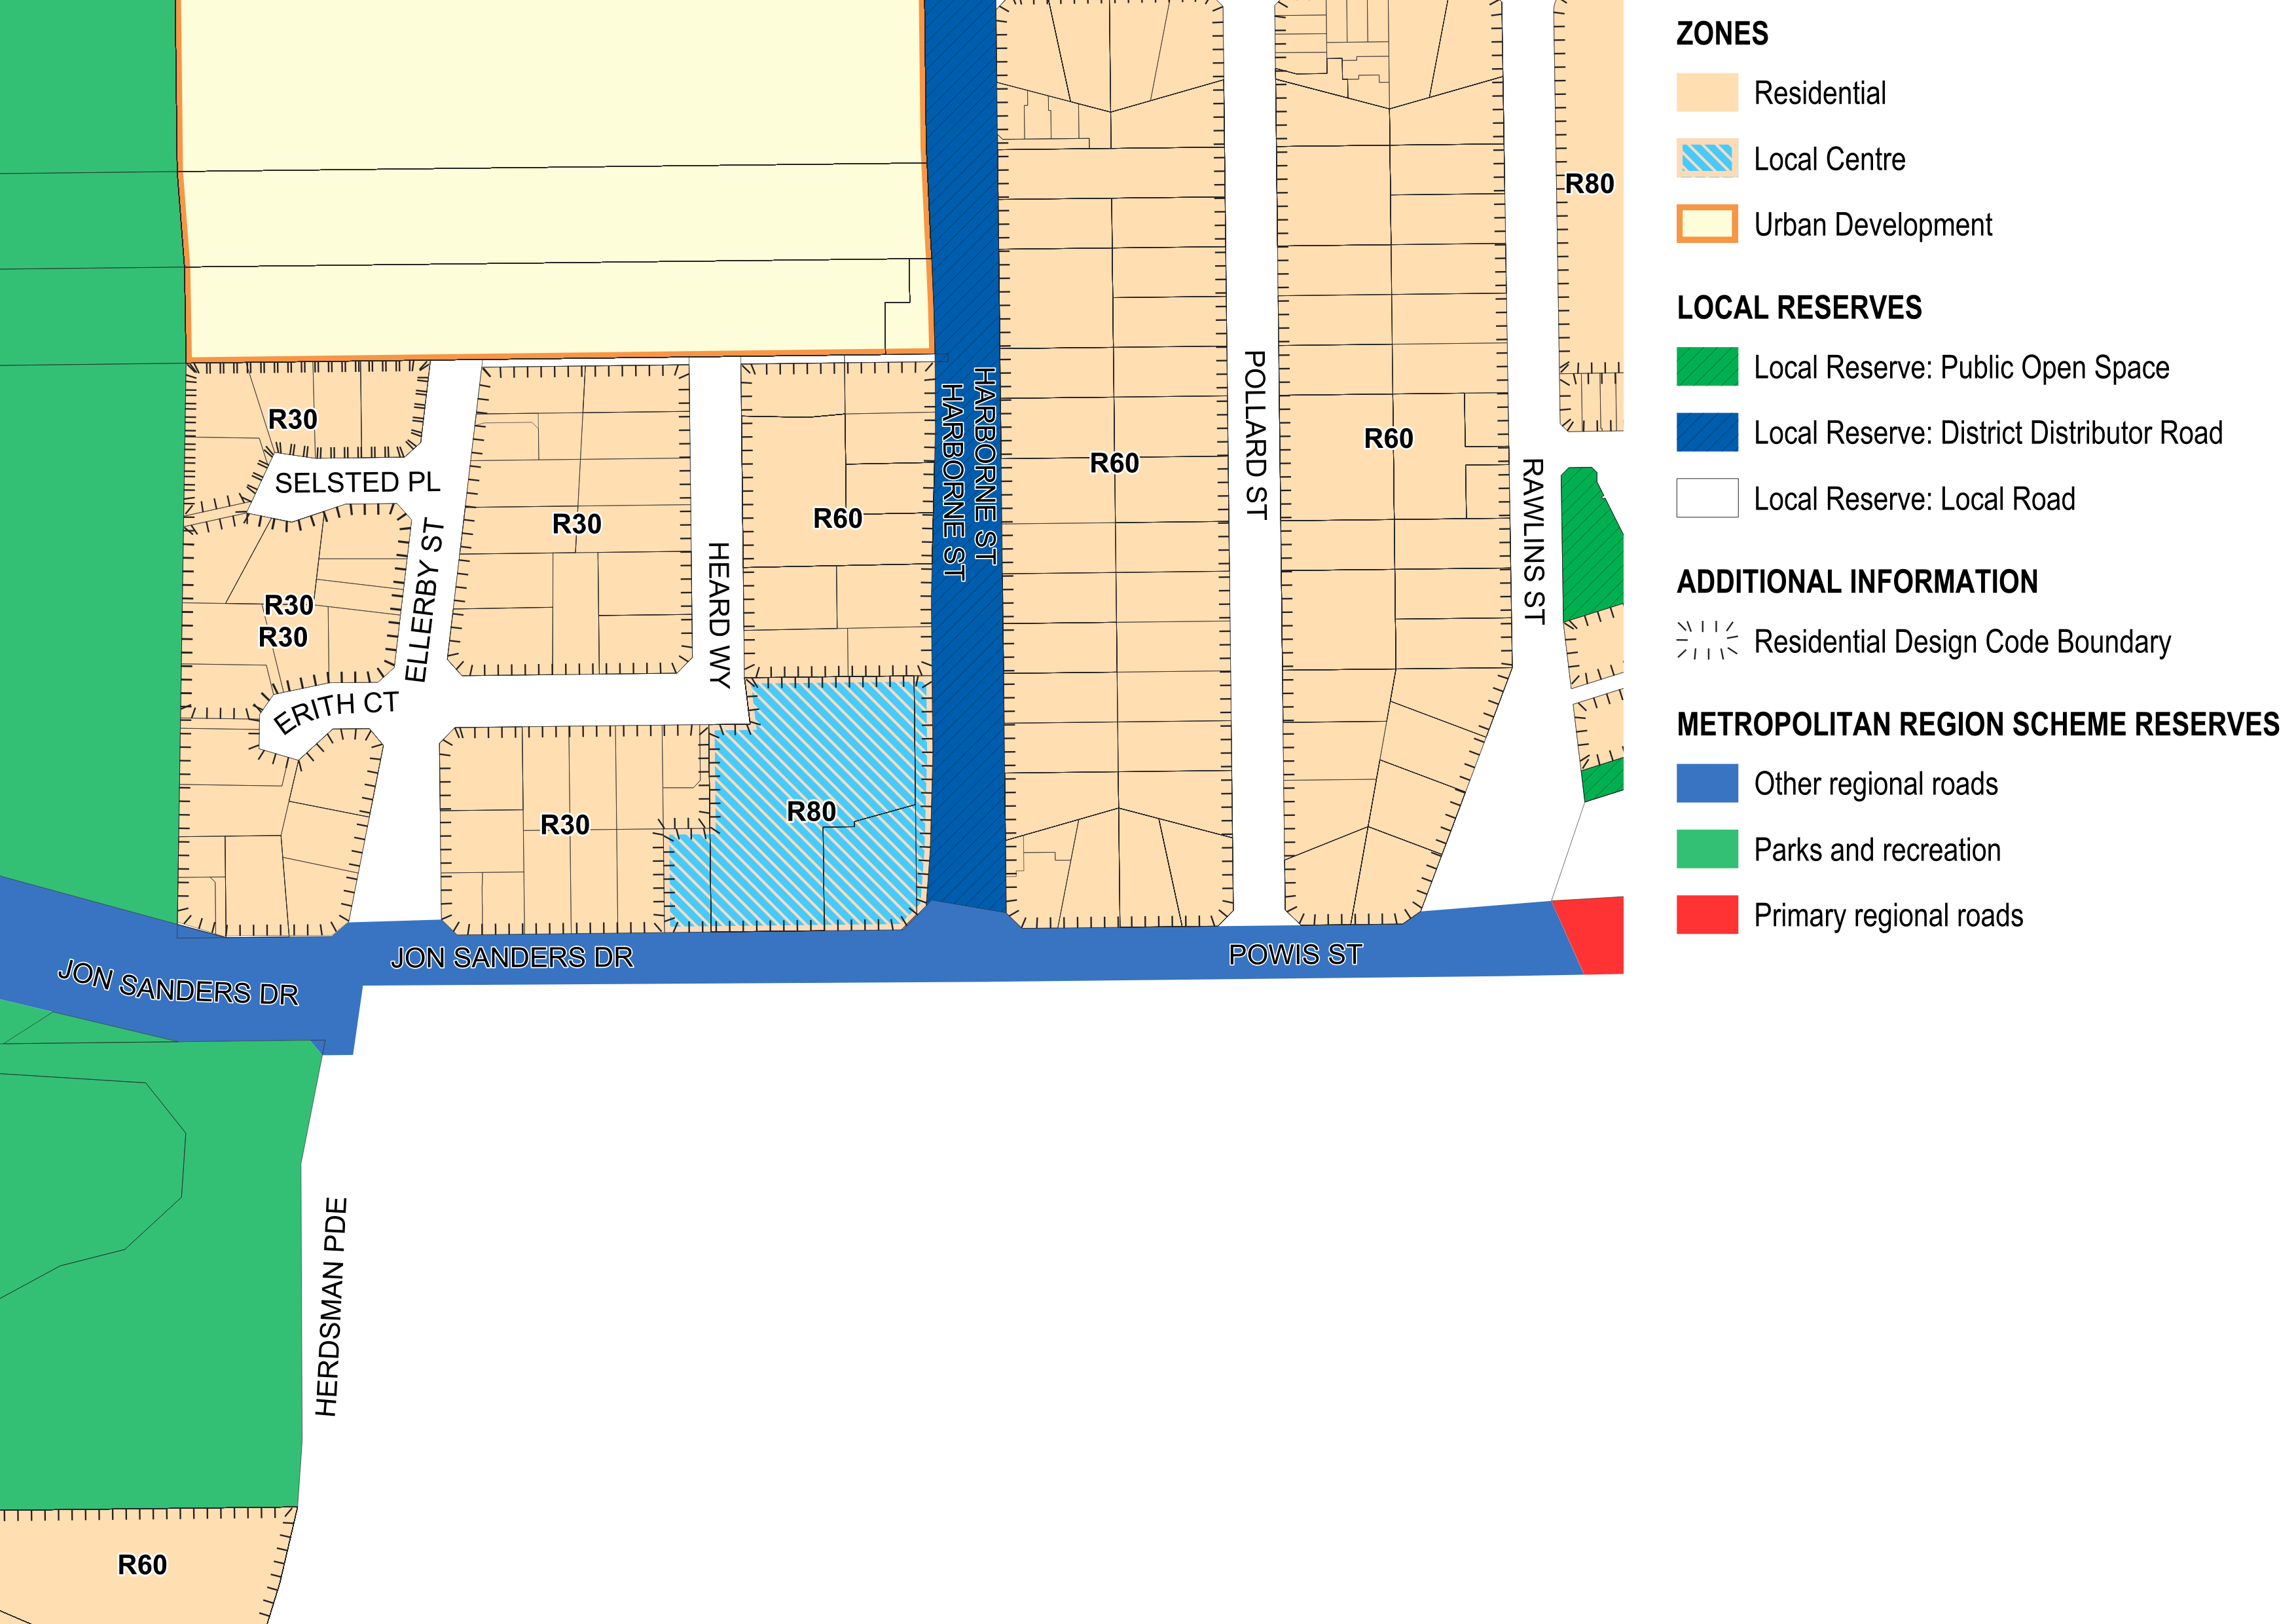 R80
R30
SELSTED PL
R30
ELLERBY ST
R30
R30
ERITH CT
HEARD WY
R60
HARBORNE ST
HARBORNE ST
R60
POLLARD ST
R60
RAWLINS ST
R30
R80
JON SANDERS DR
JON SANDERS DR
POWIS ST
HERDSMAN PDE
R60
ZONES
Residential
Local Centre
Urban Development
LOCAL RESERVES
Local Reserve: Public Open Space
Local Reserve: District Distributor Road
Local Reserve: Local Road
ADDITIONAL INFORMATION
Residential Design Code Boundary
METROPOLITAN REGION SCHEME RESERVES
Other regional roads
Parks and recreation
Primary regional roads